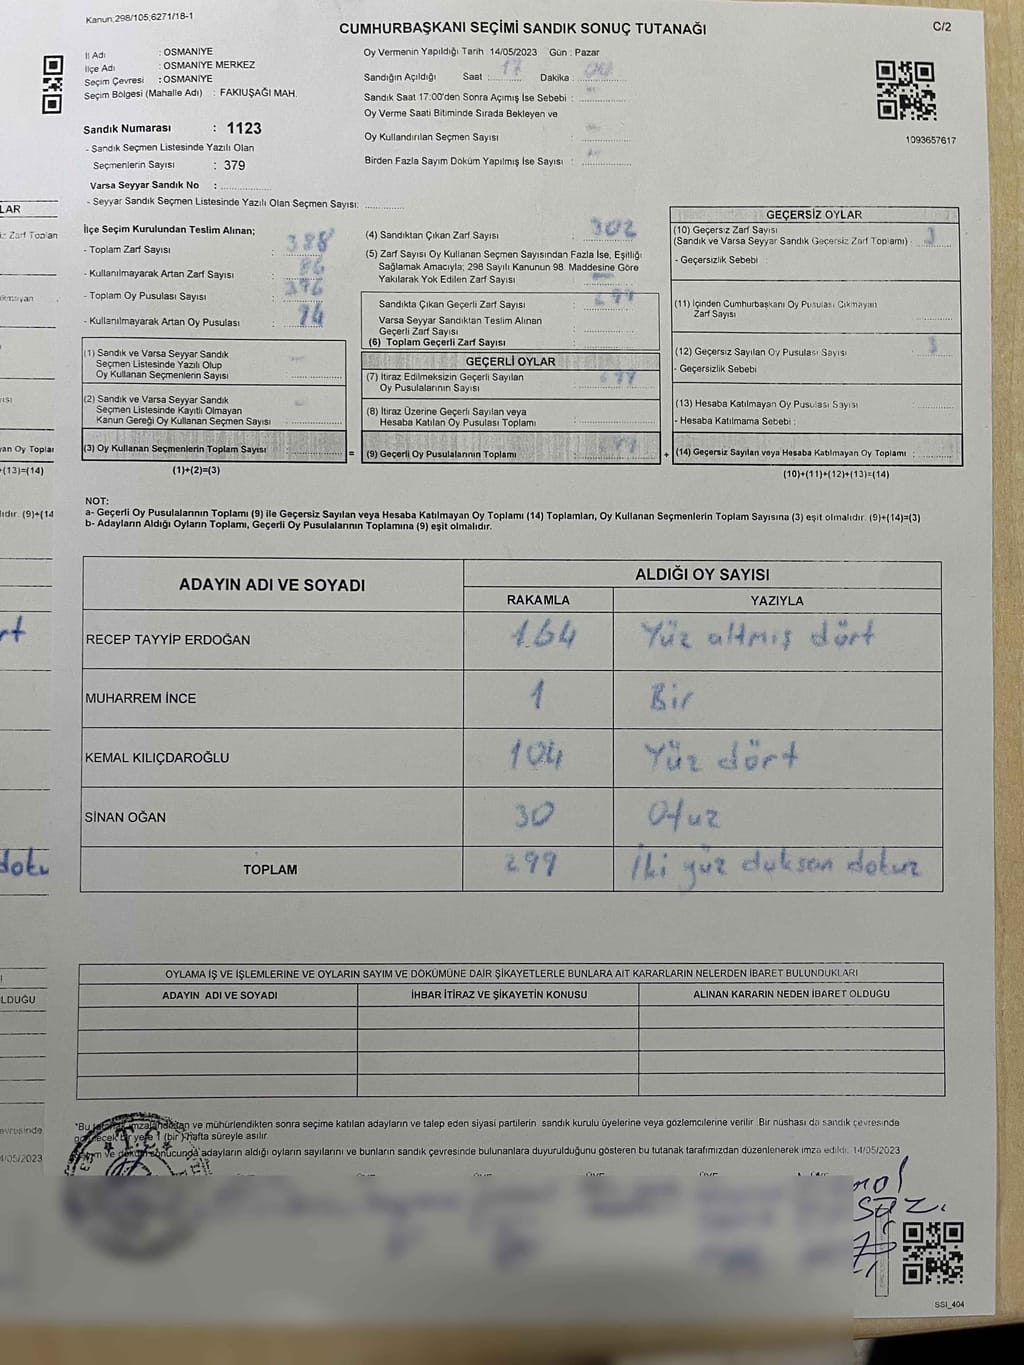 Kanun:298/105;6271/18-1
CUMHURBAŞKANI SEÇİMİ SANDIK SONUÇ TUTANAĞI
C/2
İl Adı : OSMANİYE
İlçe Adı : OSMANİYE MERKEZ
Seçim Çevresi : OSMANİYE
Seçim Bölgesi (Mahalle Adı) : FAKIUŞAĞI MAH.
Sandık Numarası : 1123
- Sandık Seçmen Listesinde Yazılı Olan
Seçmenlerin Sayısı : 379
Varsa Seyyar Sandık No :
- Seyyar Sandık Seçmen Listesinde Yazılı Olan Seçmen Sayısı:
Oy Vermenin Yapıldığı Tarih : 14/05/2023 Gün : Pazar
Sandığın Açıldığı Saat : 17 Dakika : 00
Sandık Saat 17:00'den Sonra Açımış İse Sebebi :
Oy Verme Saati Bitiminde Sırada Bekleyen ve
Oy Kullandırılan Seçmen Sayısı :
Birden Fazla Sayım Döküm Yapılmış İse Sayısı :
1093657617
İlçe Seçim Kurulundan Teslim Alınan;
- Toplam Zarf Sayısı : 388
- Kullanılmayarak Artan Zarf Sayısı : 86
- Toplam Oy Pusulası Sayısı : 376
- Kullanılmayarak Artan Oy Pusulası : 74
(1) Sandık ve Varsa Seyyar Sandık
Seçmen Listesinde Yazılı Olup
Oy Kullanan Seçmenlerin Sayısı :
(2) Sandık ve Varsa Seyyar Sandık
Seçmen Listesinde Kayıtlı Olmayan
Kanun Gereği Oy Kullanan Seçmen Sayısı :
(3) Oy Kullanan Seçmenlerin Toplam Sayısı :
(1)+(2)=(3)
(4) Sandıktan Çıkan Zarf Sayısı : 302
(5) Zarf Sayısı Oy Kullanan Seçmen Sayısından Fazla İse, Eşitliği
Sağlamak Amacıyla; 298 Sayılı Kanunun 98. Maddesine Göre
Yakılarak Yok Edilen Zarf Sayısı :
Sandıkta Çıkan Geçerli Zarf Sayısı : 299
Varsa Seyyar Sandıktan Teslim Alınan
Geçerli Zarf Sayısı :
(6) Toplam Geçerli Zarf Sayısı :
GEÇERLİ OYLAR
(7) İtiraz Edilmeksizin Geçerli Sayılan
Oy Pusulalarının Sayısı :
(8) İtiraz Üzerine Geçerli Sayılan veya
Hesaba Katılan Oy Pusulası Toplamı :
(9) Geçerli Oy Pusulalarının Toplamı :
GEÇERSİZ OYLAR
(10) Geçersiz Zarf Sayısı
(Sandık ve Varsa Seyyar Sandık Geçersiz Zarf Toplamı) : 3
- Geçersizlik Sebebi :
(11) İçinden Cumhurbaşkanı Oy Pusulası Çıkmayan
Zarf Sayısı :
(12) Geçersiz Sayılan Oy Pusulası Sayısı : 3
- Geçersizlik Sebebi
(13) Hesaba Katılmayan Oy Pusulası Sayısı :
- Hesaba Katılmama Sebebi :
(14) Geçersiz Sayılan veya Hesaba Katılmayan Oy Toplamı :
(10)+(11)+(12)+(13)=(14)
NOT:
a- Geçerli Oy Pusulalarının Toplamı (9) ile Geçersiz Sayılan veya Hesaba Katılmayan Oy Toplamı (14) Toplamları, Oy Kullanan Seçmenlerin Toplam Sayısına (3) eşit olmalıdır. (9)+(14)=(3)
b- Adayların Aldığı Oyların Toplamı, Geçerli Oy Pusulalarının Toplamına (9) eşit olmalıdır.
ADAYIN ADI VE SOYADI ALDIĞI OY SAYISI
RAKAMLA YAZIYLA
RECEP TAYYİP ERDOĞAN 164 Yüz altmış dört
MUHARREM İNCE 1 Bir
KEMAL KILIÇDAROĞLU 104 Yüz dört
SİNAN OĞAN 30 Otuz
TOPLAM 299 İki yüz doksan dokuz
OYLAMA İŞ VE İŞLEMLERİNE VE OYLARIN SAYIM VE DÖKÜMÜNE DAİR ŞİKAYETLERLE BUNLARA AİT KARARLARIN NELERDEN İBARET BULUNDUKLARI
ADAYIN ADI VE SOYADI İHBAR İTİRAZ VE ŞİKAYETİN KONUSU ALINAN KARARIN NEDEN İBARET OLDUĞU
*Bu imzalandıktan ve mühürlendikten sonra seçime katılan adayların ve talep eden siyasi partilerin sandık kurulu üyelerine veya gözlemcilerine verilir. Bir nüshası da sandık çevresinde
bir yere 1 (bir) hafta süreyle asılır.
sonucunda adayların aldığı oyların sayılarını ve bunların sandık çevresinde bulunanlara duyurulduğunu gösteren bu tutanak tarafımızdan düzenlenerek imza edildi. 14/05/2023
T.C.
SSI_404